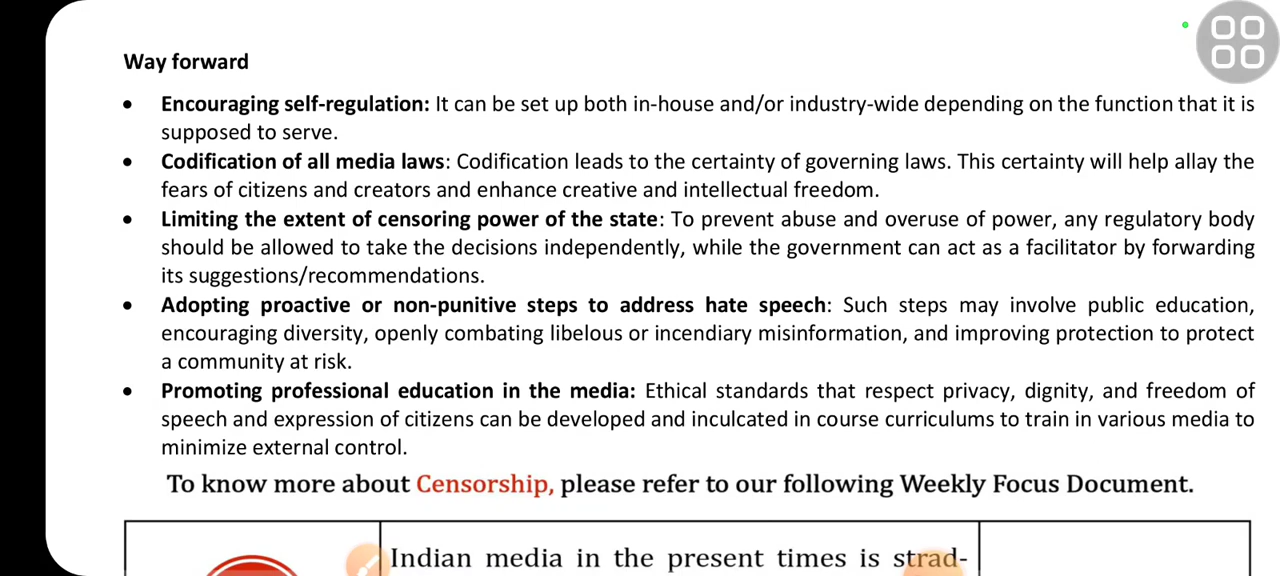 Way forward
• Encouraging self-regulation: It can be set up both in-house and/or industry-wide depending on the function that it is
supposed to serve.
• Codification of all media laws: Codification leads to the certainty of governing laws. This certainty will help allay the
fears of citizens and creators and enhance creative and intellectual freedom.
• Limiting the extent of censoring power of the state: To prevent abuse and overuse of power, any regulatory body
should be allowed to take the decisions independently, while the government can act as a facilitator by forwarding
its suggestions/recommendations.
• Adopting proactive or non-punitive steps to address hate speech: Such steps may involve public education,
encouraging diversity, openly combating libelous or incendiary misinformation, and improving protection to protect
a community at risk.
• Promoting professional education in the media: Ethical standards that respect privacy, dignity, and freedom of
speech and expression of citizens can be developed and inculcated in course curriculums to train in various media to
minimize external control.
To know more about Censorship, please refer to our following Weekly Focus Document.
Indian media in the present times is strad-